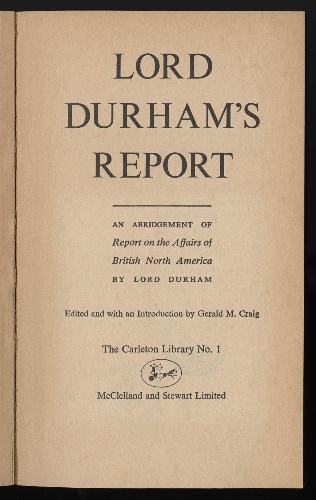 LORD
DURHAM'S
REPORT
AN ABRIDGEMENT OF
Report on the Affairs of
British North America
BY LORD DURHAM
Edited and with an Introduction by Gerald M. Craig
The Carleton Library No. 1
McClelland and Stewart Limited